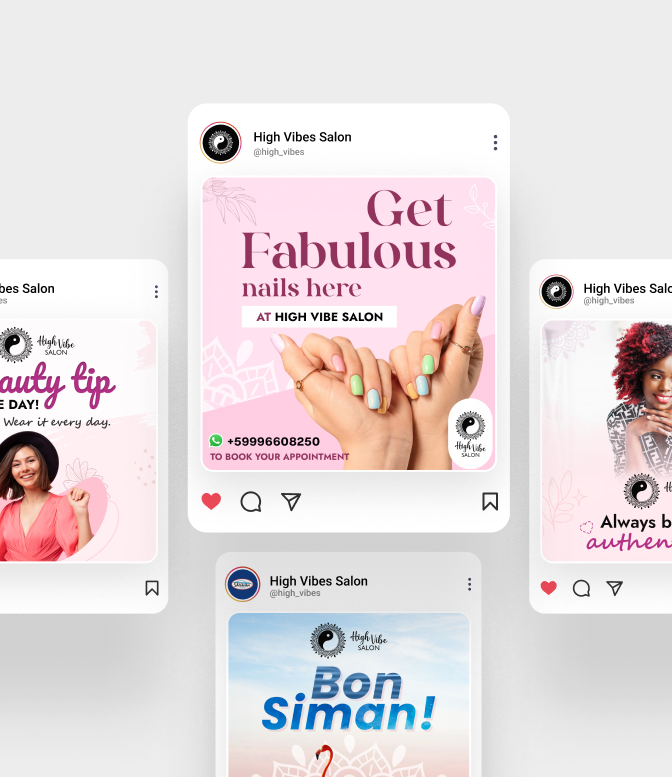 High Vibes Salon
@high_vibes
Get
Fabulous
nails here
AT HIGH VIBE SALON
+59996608250
TO BOOK YOUR APPOINTMENT
High Vibe
SALON
bes Salon
es
High Vibe
SALON
auty tip
E DAY!
Wear it every day.
High Vibes Salo
@high_vibes
Always b
authen
High Vibes Salon
@high_vibes
High Vibe
SALON
Bon
Siman!